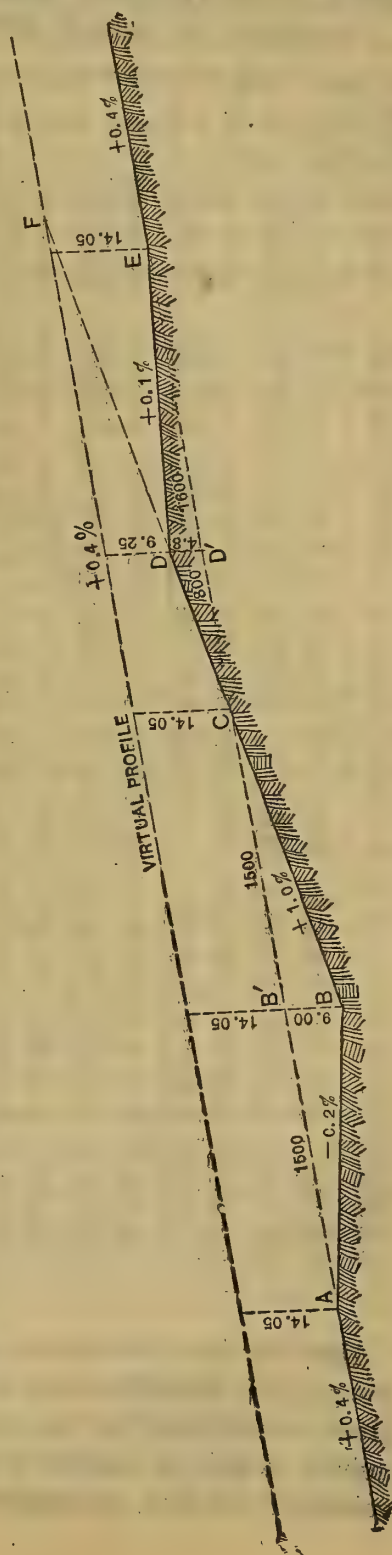 +0.4%
14.05
A
1500
-0.2%
14.05
B'
9.00
B
1500
+1.0%
VIRTUAL PROFILE
14.05
C
+0.4%
9.25
D
4.8
D'
800
1600
+0.1%
F
14.05
E
+0.4%